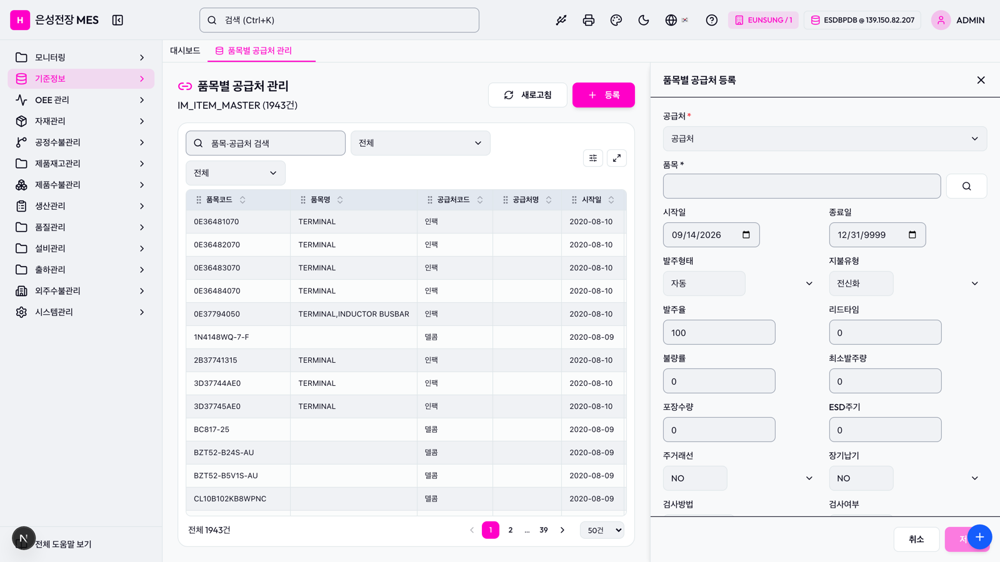 H 은성전장 MES
검색 (Ctrl+K)
EUNSUNG / 1
ESDBPDB @ 139.150.82.207
ADMIN
모니터링
기준정보
OEE 관리
자재관리
공정수불관리
제품재고관리
제품수불관리
생산관리
품질관리
설비관리
출하관리
외주수불관리
시스템관리
N
전체 도움말 보기
대시보드
품목별 공급처 관리
품목별 공급처 관리
IM_ITEM_MASTER (1943건)
새로고침
등록
품목·공급처 검색
전체
전체
품목코드 품목명 공급처코드 공급처명 시작일
0E36481070 TERMINAL 인팩 2020-08-10
0E36482070 TERMINAL 인팩 2020-08-10
0E36483070 TERMINAL 인팩 2020-08-10
0E36484070 TERMINAL 인팩 2020-08-10
0E37794050 TERMINAL,INDUCTOR BUSBAR 인팩 2020-08-10
1N4148WQ-7-F 델콤 2020-08-09
2B37741315 TERMINAL 인팩 2020-08-10
3D37744AE0 TERMINAL 인팩 2020-08-10
3D37745AE0 TERMINAL 인팩 2020-08-10
BC817-25 델콤 2020-08-09
BZT52-B24S-AU 델콤 2020-08-09
BZT52-B5V1S-AU 델콤 2020-08-09
CL10B102KB8WPNC 델콤 2020-08-09
전체 1943건
1 2 ... 39
50건
품목별 공급처 등록
공급처 *
공급처
품목 *
시작일 종료일
09/14/2026 12/31/9999
발주형태 지불유형
자동 전신화
발주율 리드타임
100 0
불량률 최소발주량
0 0
포장수량 ESD주기
0 0
주거래선 장기납기
NO NO
검사방법 검사여부
취소